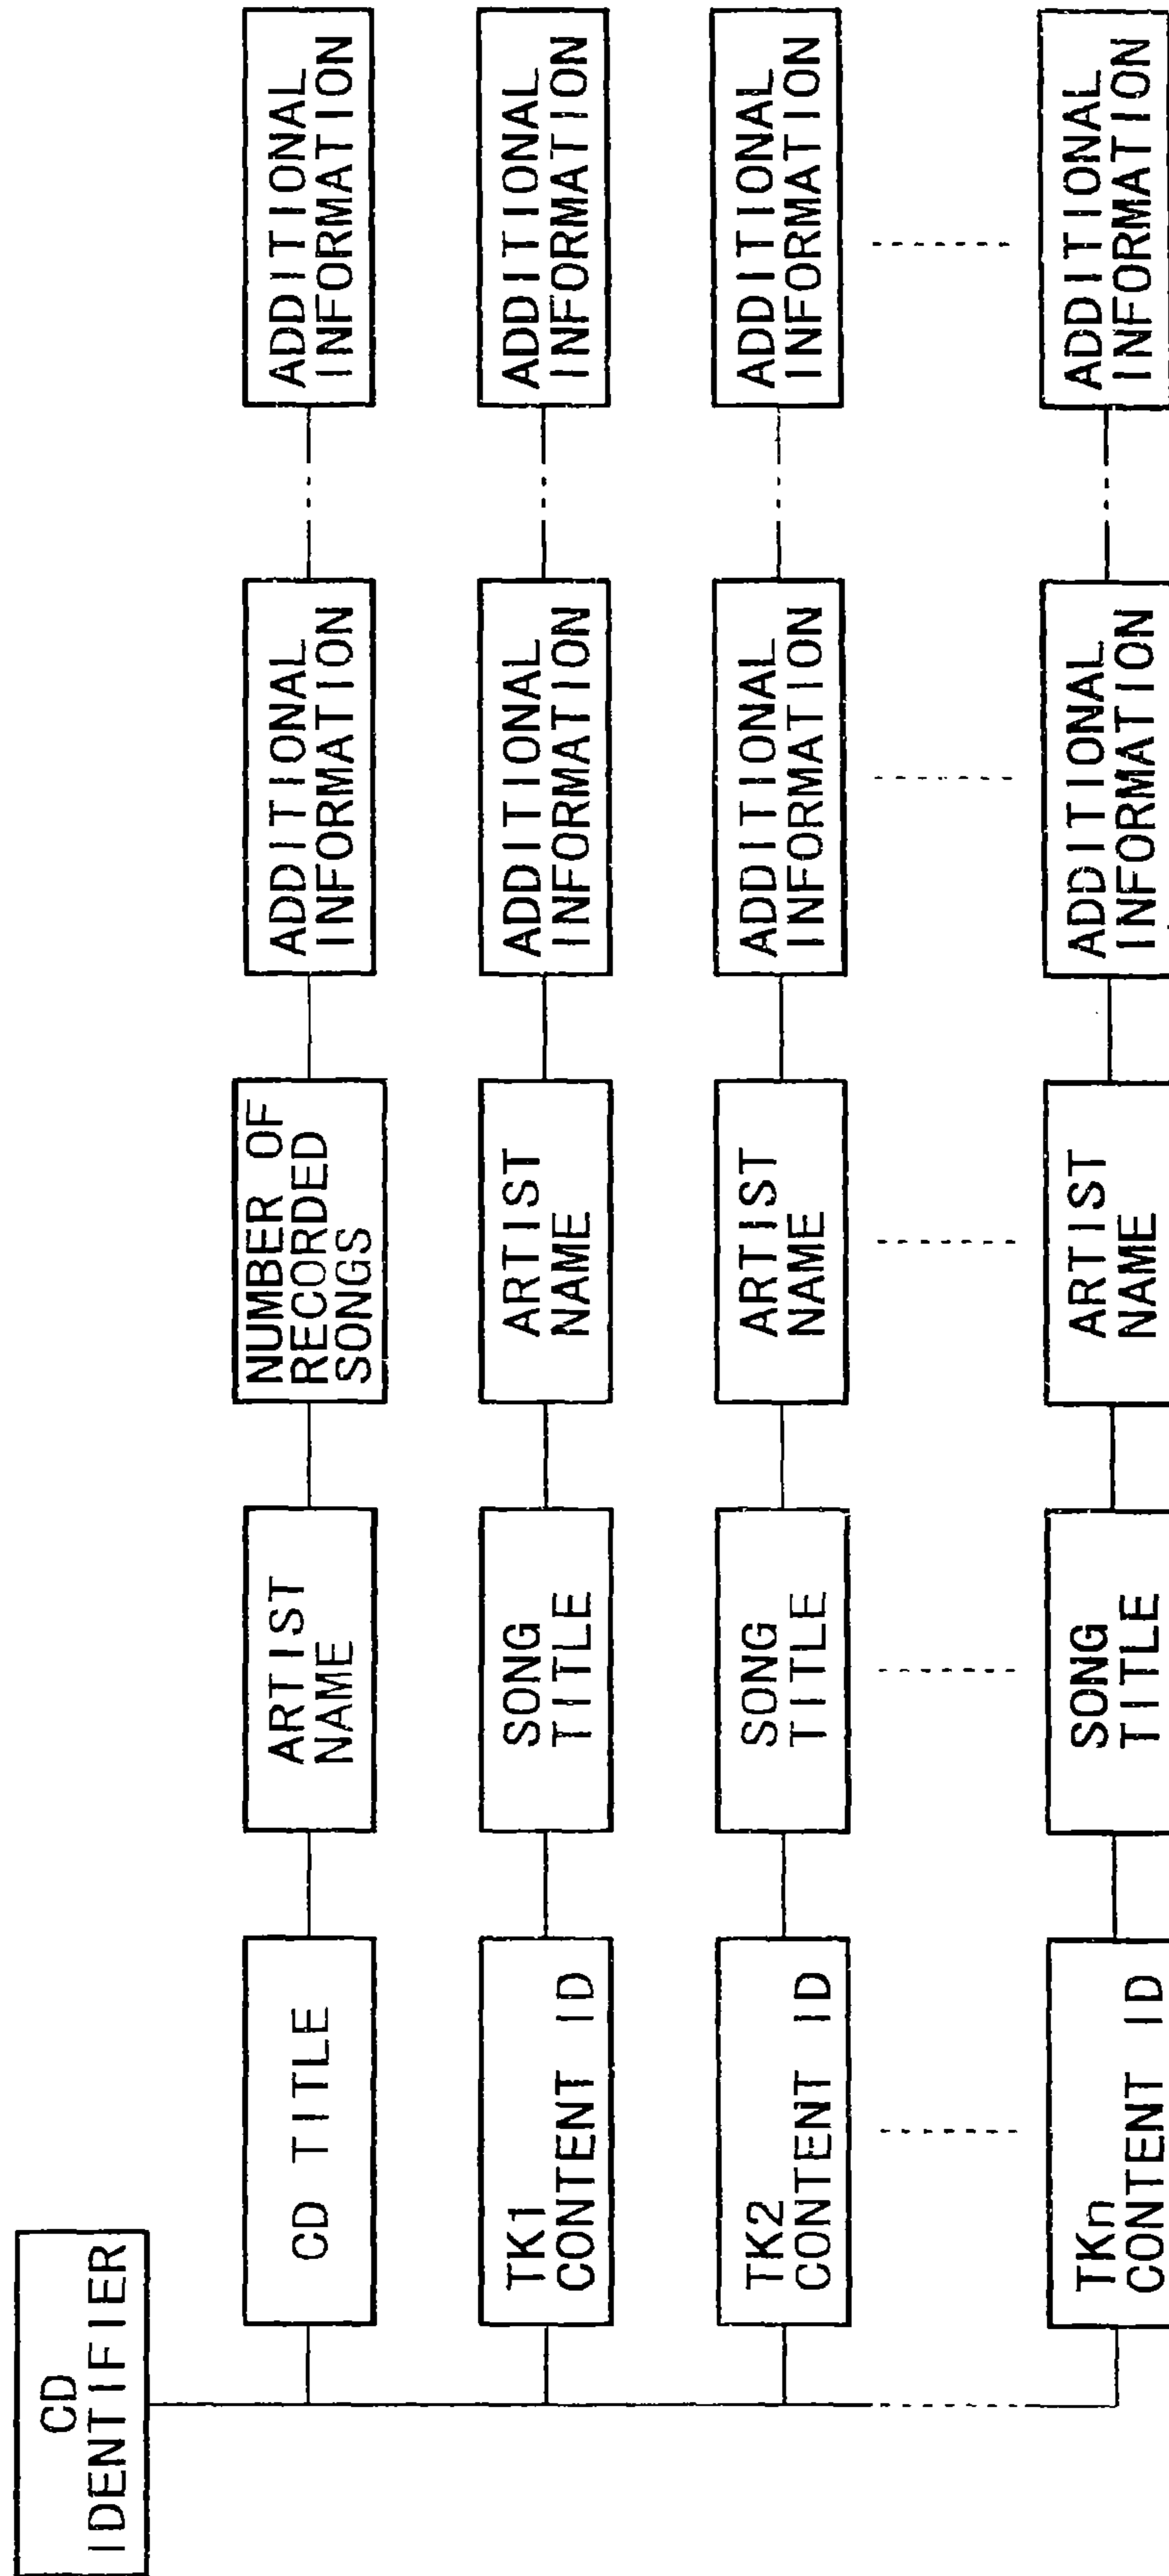 CD
IDENTIFIER
CD TITLE
ARTIST
NAME
NUMBER OF
RECORDED
SONGS
ADDITIONAL
INFORMATION
ADDITIONAL
INFORMATION
TK1
CONTENT ID
SONG
TITLE
ARTIST
NAME
ADDITIONAL
INFORMATION
ADDITIONAL
INFORMATION
TK2
CONTENT ID
SONG
TITLE
ARTIST
NAME
ADDITIONAL
INFORMATION
ADDITIONAL
INFORMATION
TKn
CONTENT ID
SONG
TITLE
ARTIST
NAME
ADDITIONAL
INFORMATION
ADDITIONAL
INFORMATION